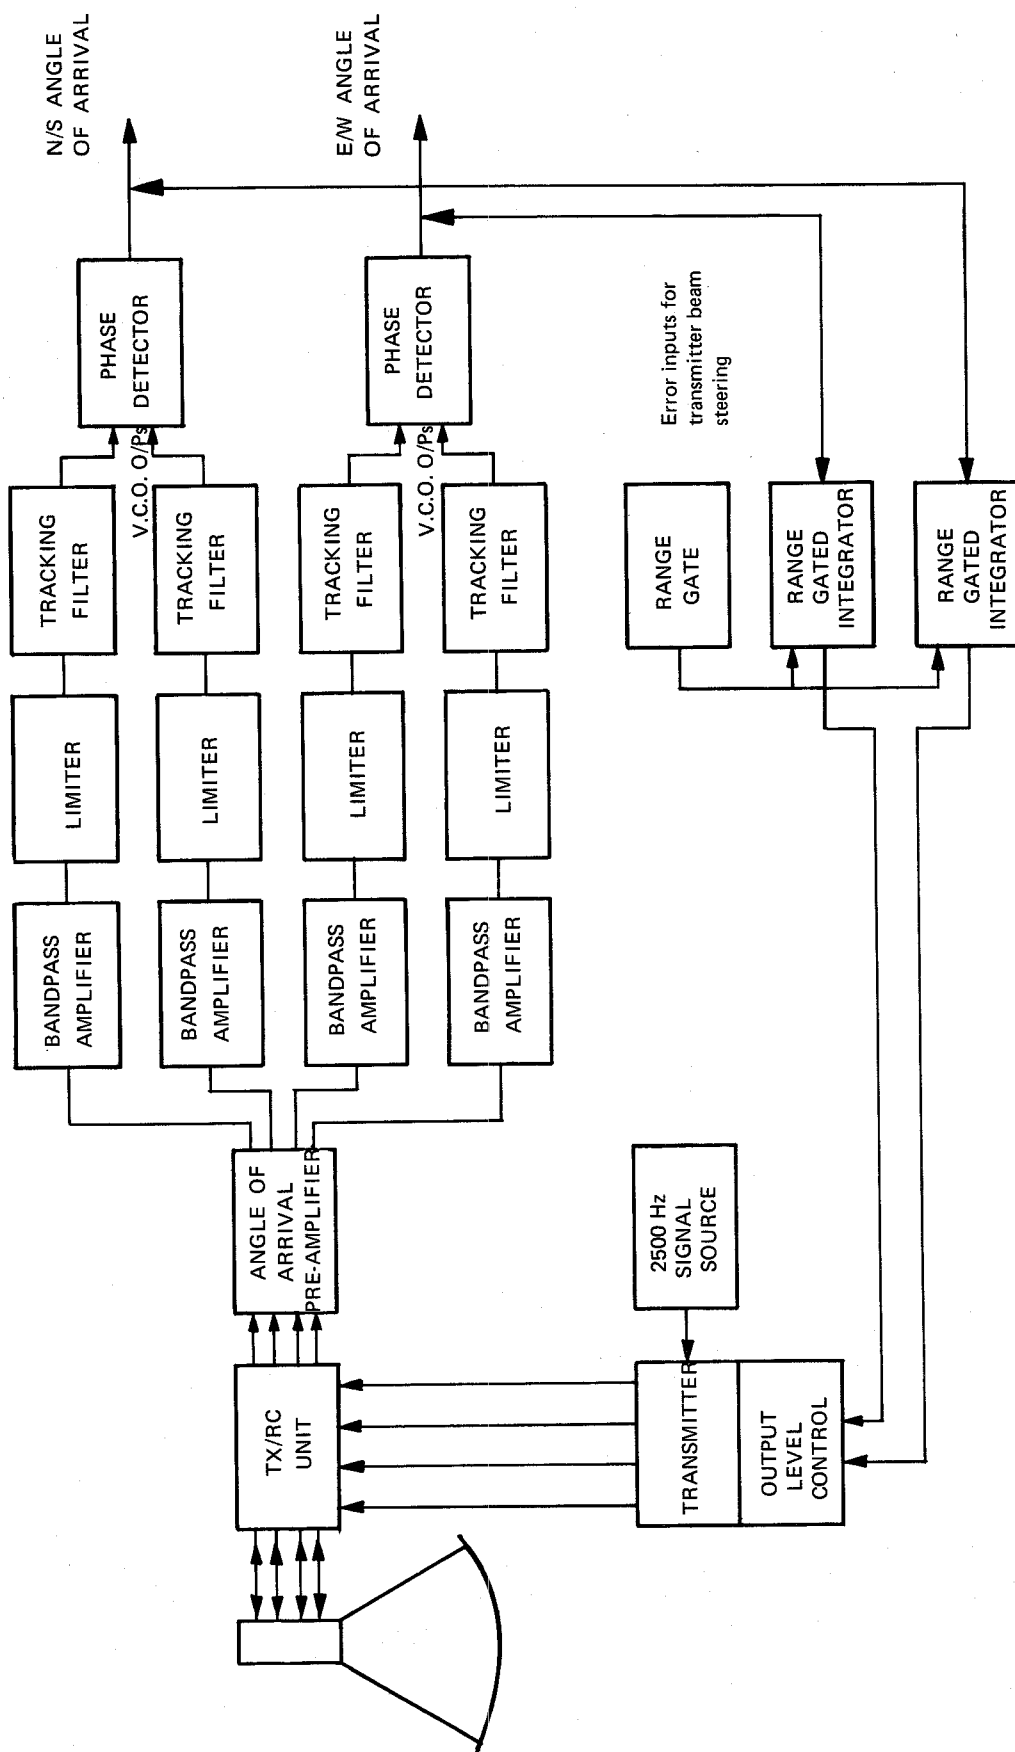 N/S ANGLE
OF ARRIVAL
E/W ANGLE
OF ARRIVAL
PHASE
DETECTOR
PHASE
DETECTOR
V.C.O. O/Ps
V.C.O. O/Ps
TRACKING
FILTER
TRACKING
FILTER
TRACKING
FILTER
TRACKING
FILTER
LIMITER
LIMITER
LIMITER
LIMITER
BANDPASS
AMPLIFIER
BANDPASS
AMPLIFIER
BANDPASS
AMPLIFIER
BANDPASS
AMPLIFIER
ANGLE OF
ARRIVAL
PRE-AMPLIFIER
TX/RC
UNIT
Error inputs for
transmitter beam
steering
RANGE
GATE
RANGE
GATED
INTEGRATOR
RANGE
GATED
INTEGRATOR
2500 Hz
SIGNAL
SOURCE
TRANSMITTER
OUTPUT
LEVEL
CONTROL